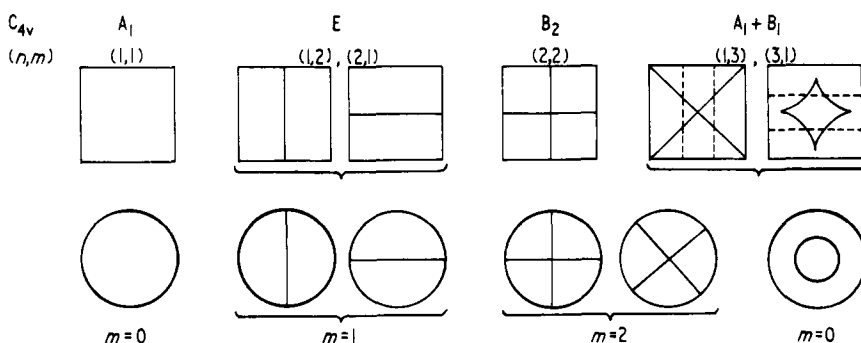 C4v A1 E B2 A1 + B1
(n,m) (1,1) (1,2) , (2,1) (2,2) (1,3) , (3,1)
m=0 m=1 m=2 m=0